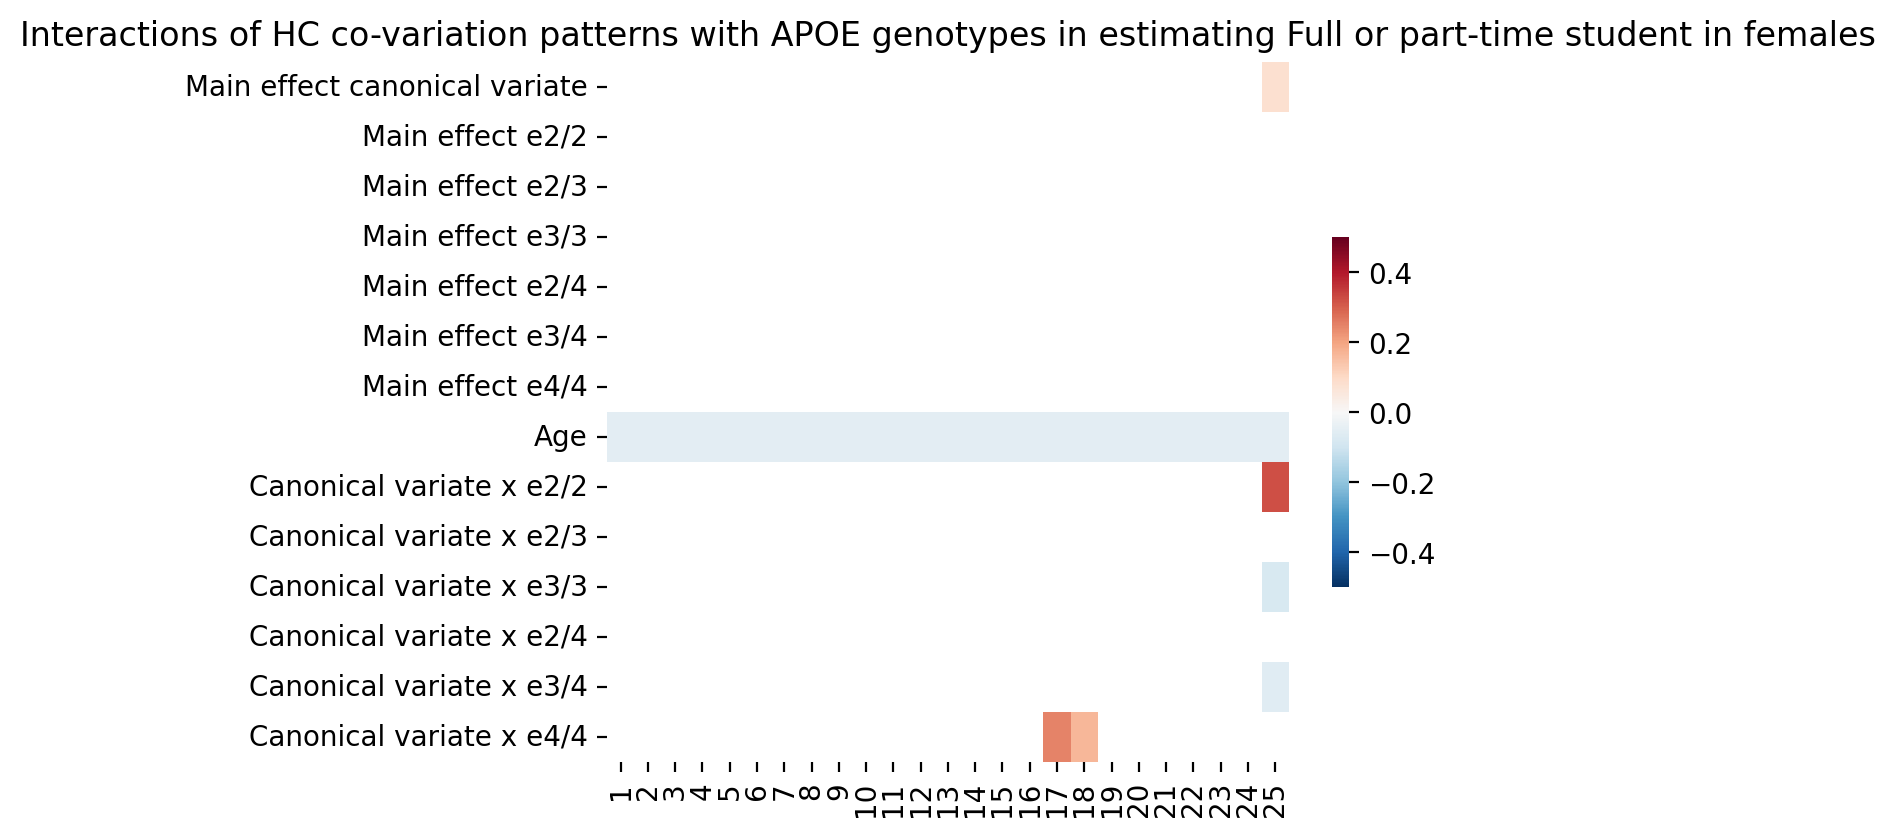 Interactions of HC co-variation patterns with APOE genotypes in estimating Full or part-time student in females
Main effect canonical variate
Main effect e2/2
Main effect e2/3
Main effect e3/3
Main effect e2/4
Main effect e3/4
Main effect e4/4
Age
Canonical variate x e2/2
Canonical variate x e2/3
Canonical variate x e3/3
Canonical variate x e2/4
Canonical variate x e3/4
Canonical variate x e4/4
1 2 3 4 5 6 7 8 9 10 11 12 13 14 15 16 17 18 19 20 21 22 23 24 25
0.4
0.2
0.0
−0.2
−0.4